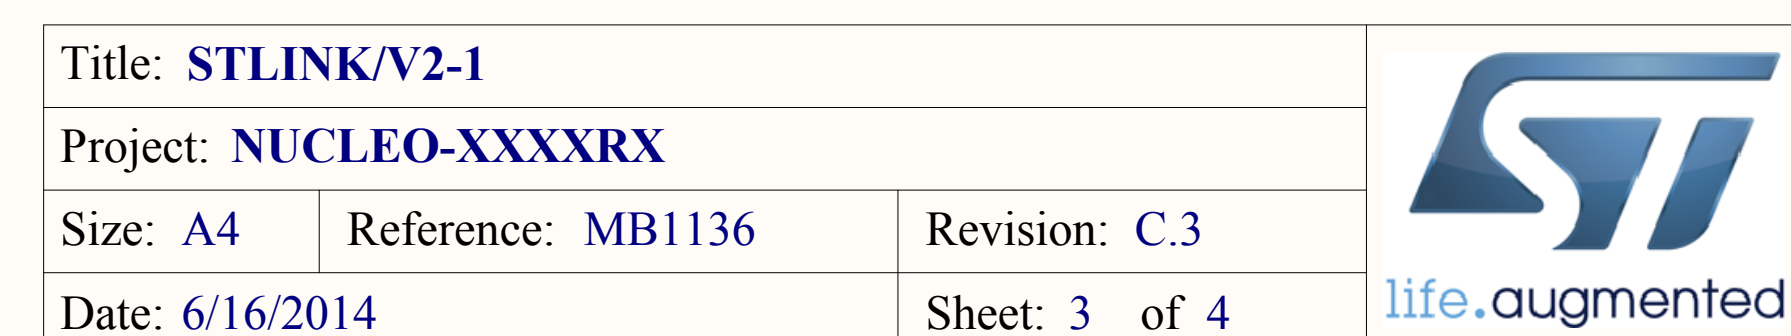 Title: STLINK/V2-1
Project: NUCLEO-XXXXRX
Size: A4 Reference: MB1136 Revision: C.3
Date: 6/16/2014 Sheet: 3 of 4
ST
life.augmented